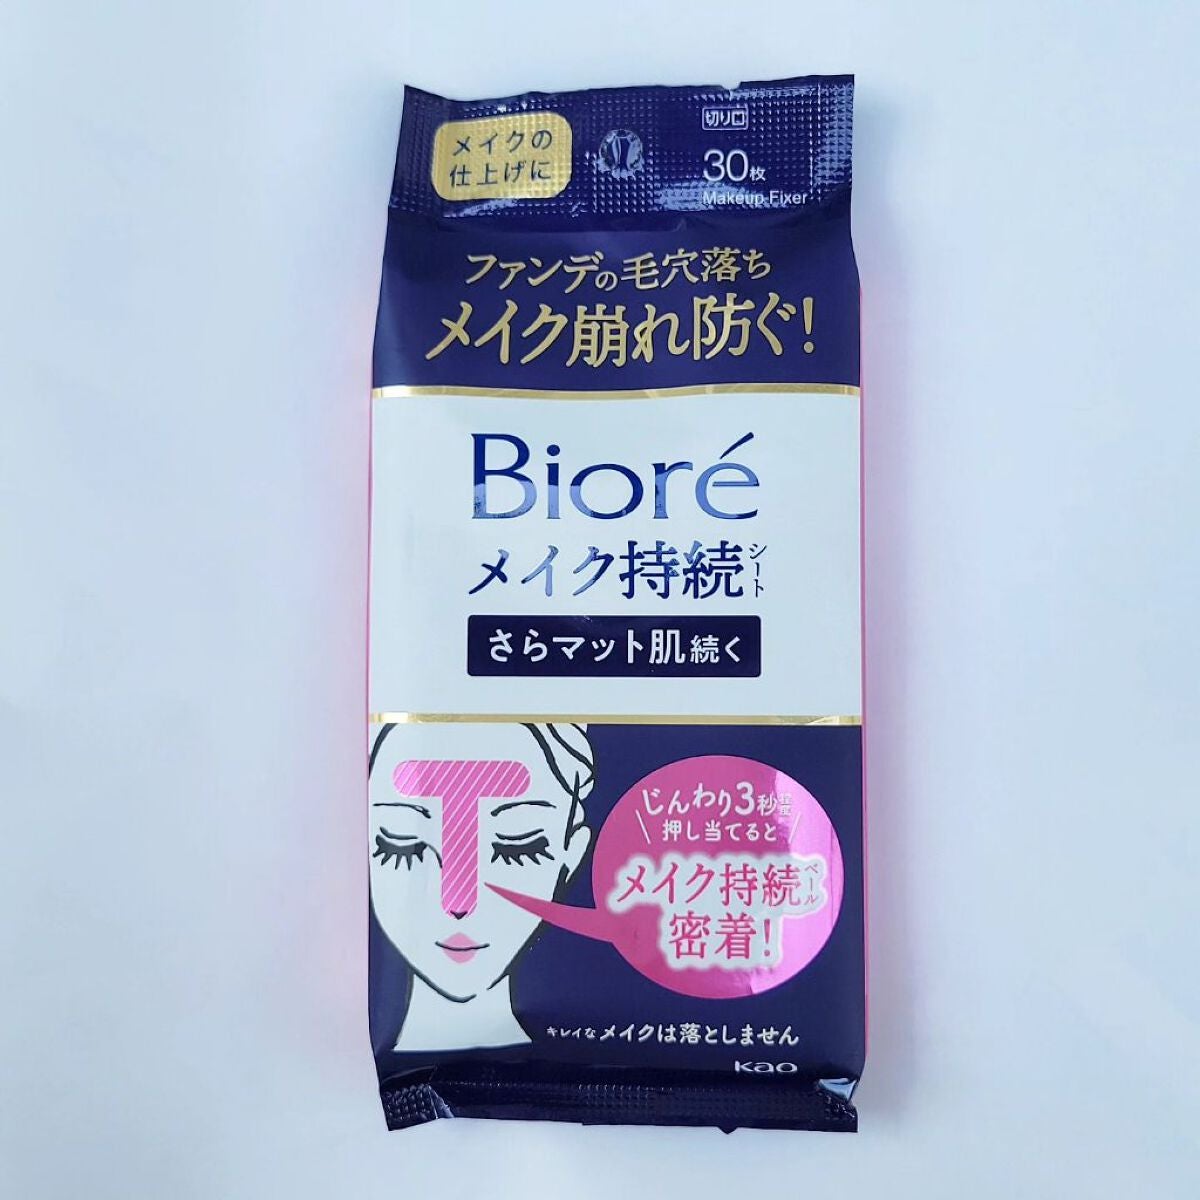 メイクの
仕上げに
切り口
30枚
Makeup Fixer
ファンデの毛穴落ち
メイク崩れ防ぐ!
Bioré
メイク持続シート
さらマット肌続く
じんわり3秒
押し当てると
メイク持続ベール
密着!
キレイなメイクは落としません
Kao